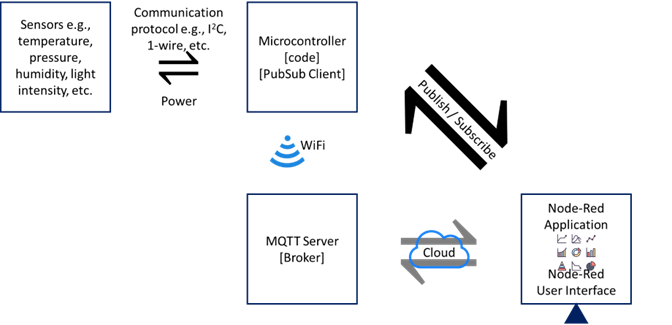 Sensors e.g.,
temperature,
pressure,
humidity, light
intensity, etc.
Communication
protocol e.g., I²C,
1-wire, etc.
Power
Microcontroller
[code]
[PubSub Client]
Publish / Subscribe
WiFi
MQTT Server
[Broker]
Cloud
Node-Red
Application
Node-Red
User Interface